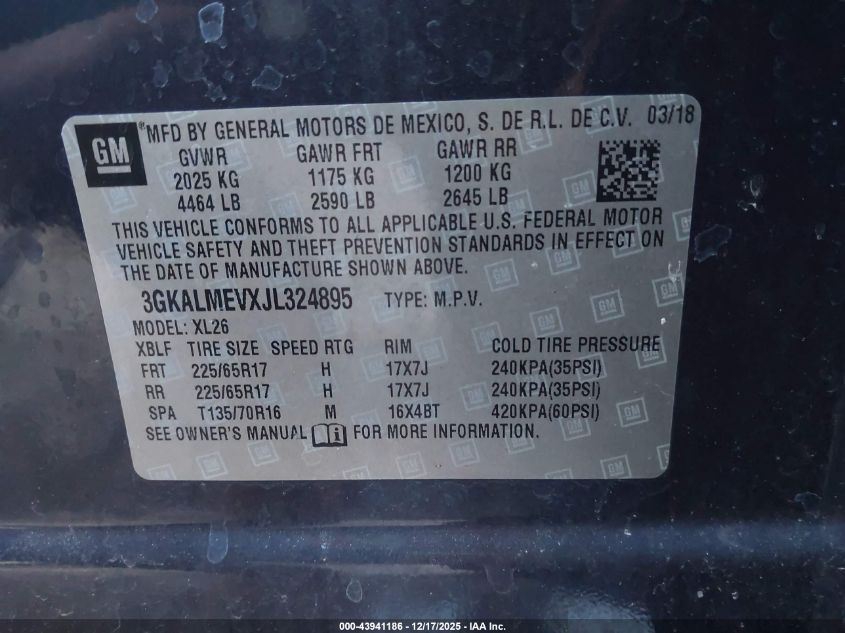 GM ® MFD BY GENERAL MOTORS DE MEXICO, S. DE R.L. DE C.V. 03/18
GVWR GAWR FRT GAWR RR
2025 KG 1175 KG 1200 KG
4464 LB 2590 LB 2645 LB
THIS VEHICLE CONFORMS TO ALL APPLICABLE U.S. FEDERAL MOTOR
VEHICLE SAFETY AND THEFT PREVENTION STANDARDS IN EFFECT ON
THE DATE OF MANUFACTURE SHOWN ABOVE.
3GKALMEVXJL324895 TYPE: M.P.V.
MODEL: XL26
XBLF TIRE SIZE SPEED RTG RIM COLD TIRE PRESSURE
FRT 225/65R17 H 17X7J 240KPA(35PSI)
RR 225/65R17 H 17X7J 240KPA(35PSI)
SPA T135/70R16 M 16X4BT 420KPA(60PSI)
SEE OWNER'S MANUAL FOR MORE INFORMATION.
000-43941186 - 12/17/2025 - IAA Inc.